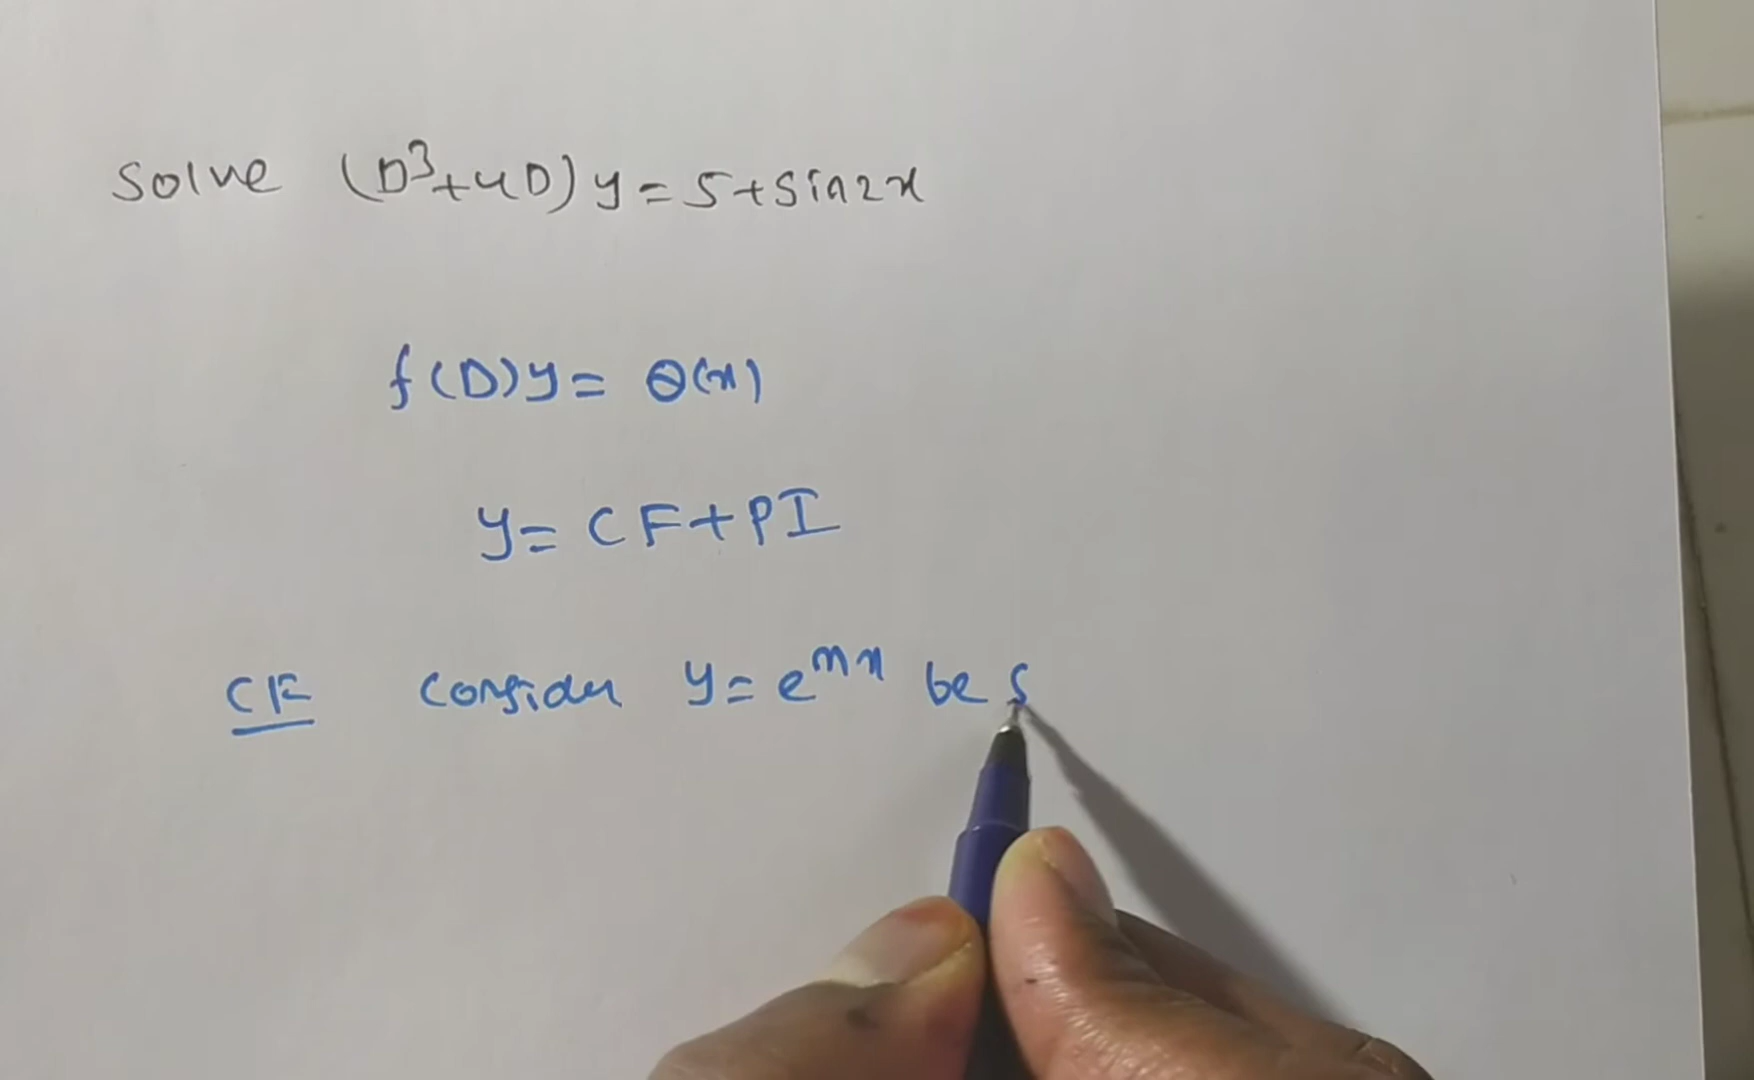 Solve (D³+4D)y=5+sin2x
f(D)y= Θ(x)
y= CF+PI
CF Consider y=e^mx be s